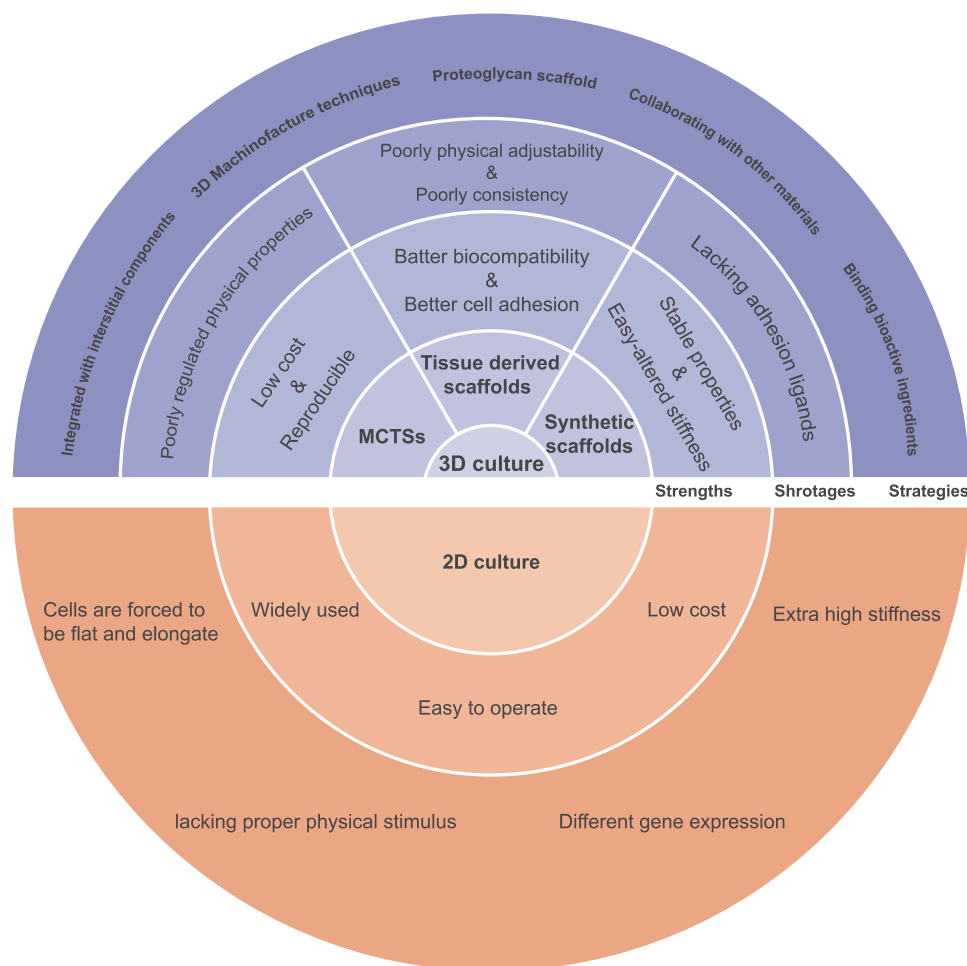 Integrated with interstitial components
3D Machinofacture techniques
Proteoglycan scaffold
Collaborating with other materials
Binding bioactive ingredients
Poorly regulated physical properties
Poorly physical adjustability
&
Poorly consistency
Lacking adhesion ligands
Low cost
&
Reproducible
Batter biocompatibility
&
Better cell adhesion
Stable properties
&
Easy-altered stiffness
MCTSs
Tissue derived
scaffolds
Synthetic
scaffolds
3D culture
Strengths
Shrotages
Strategies
2D culture
Widely used
Low cost
Easy to operate
Cells are forced to
be flat and elongate
Extra high stiffness
lacking proper physical stimulus
Different gene expression